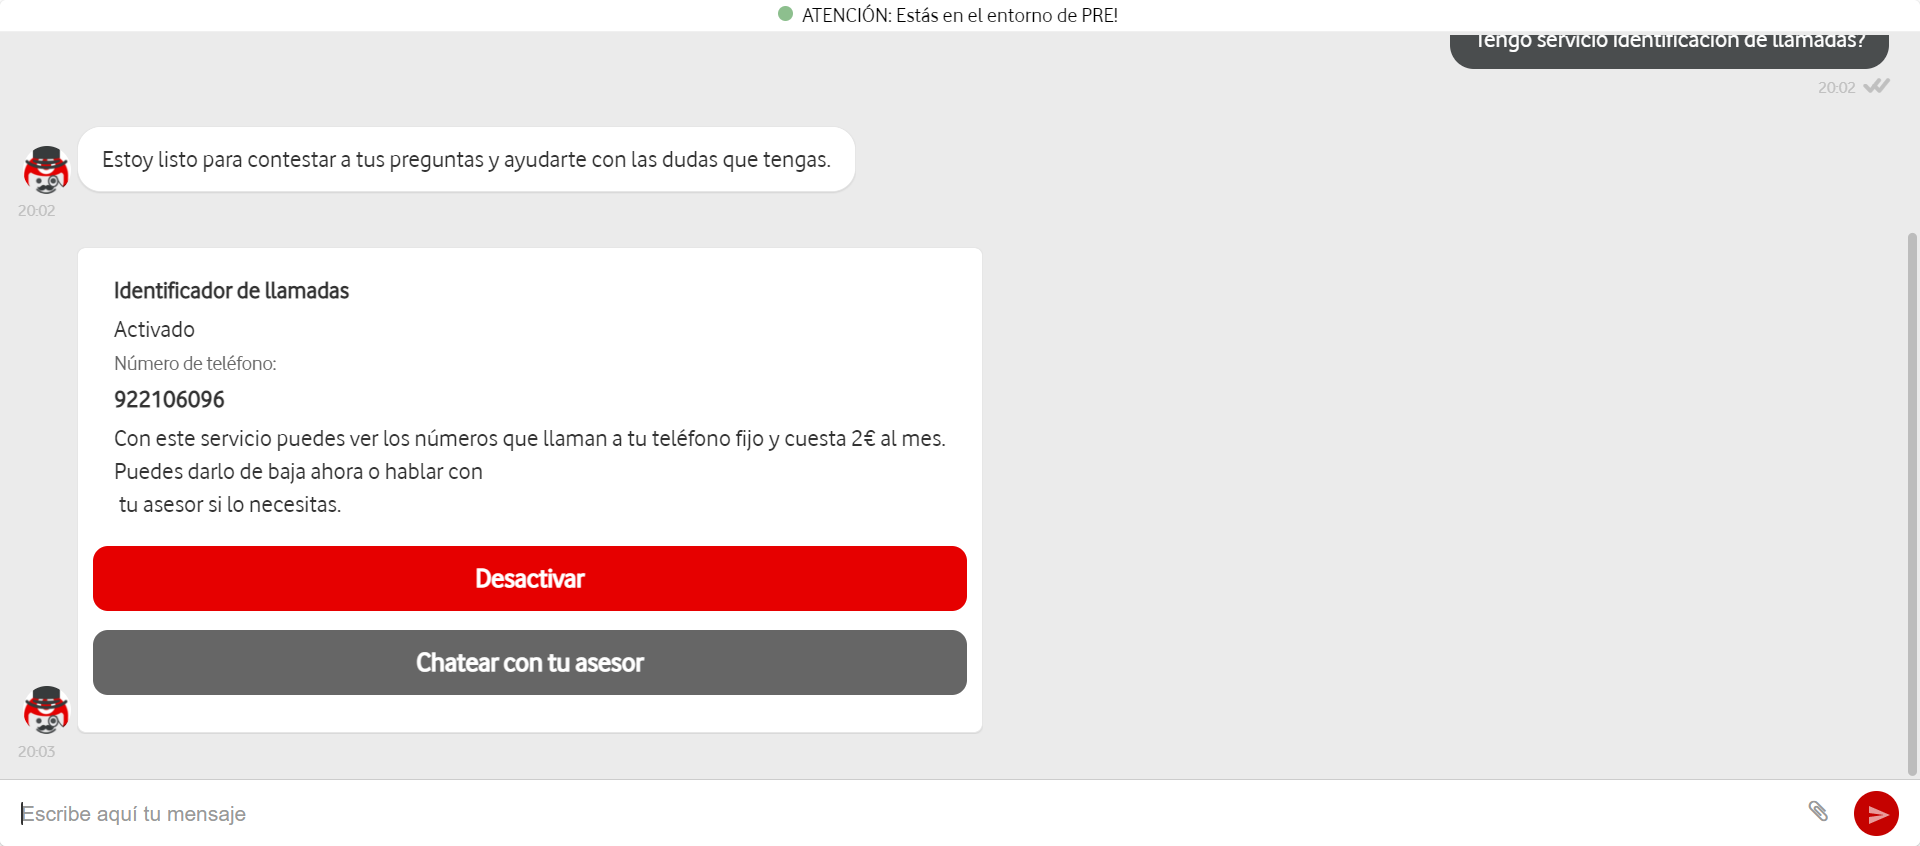 ATENCIÓN: Estás en el entorno de PRE!
Tengo servicio identificación de llamadas?
20:02
Estoy listo para contestar a tus preguntas y ayudarte con las dudas que tengas.
20:02
Identificador de llamadas
Activado
Número de teléfono:
922106096
Con este servicio puedes ver los números que llaman a tu teléfono fijo y cuesta 2€ al mes.
Puedes darlo de baja ahora o hablar con
tu asesor si lo necesitas.
Desactivar
Chatear con tu asesor
20:03
Escribe aquí tu mensaje